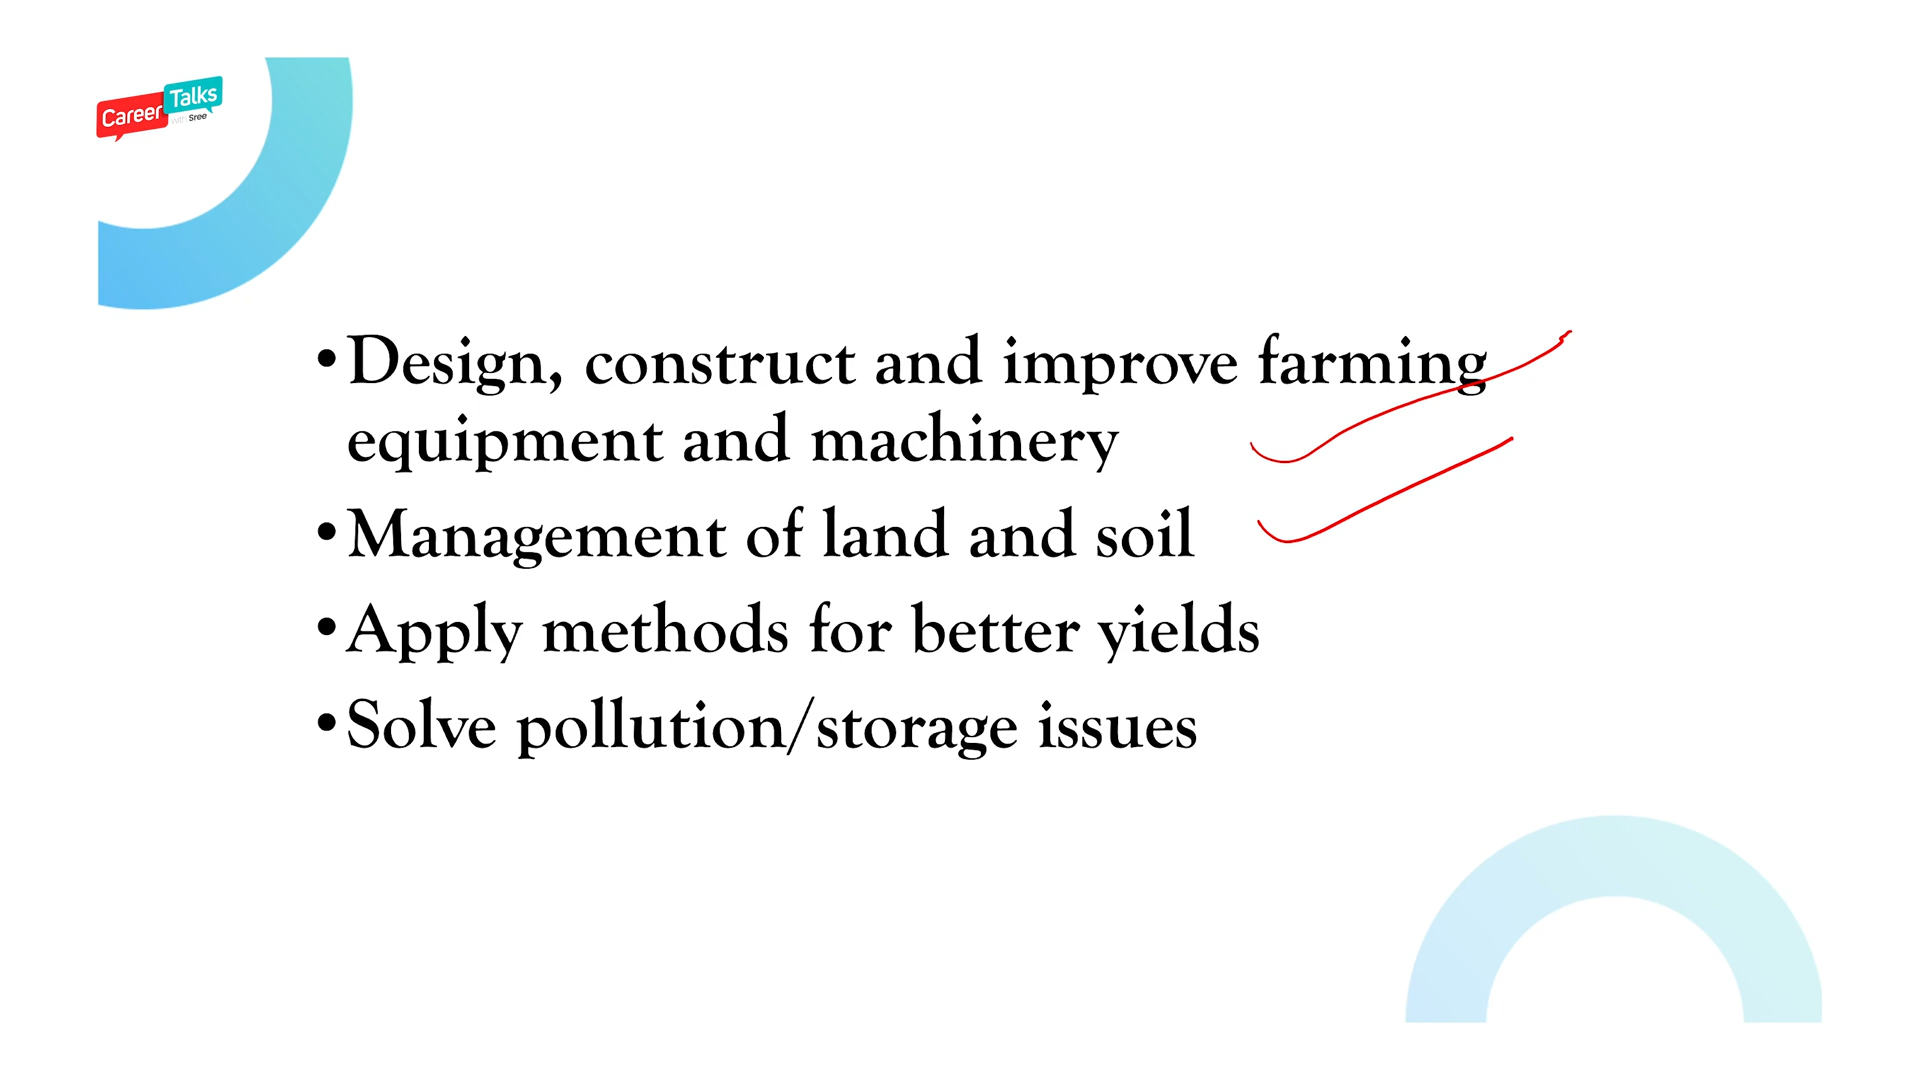 Career Talks
with Sree
• Design, construct and improve farming
equipment and machinery
• Management of land and soil
• Apply methods for better yields
• Solve pollution/storage issues